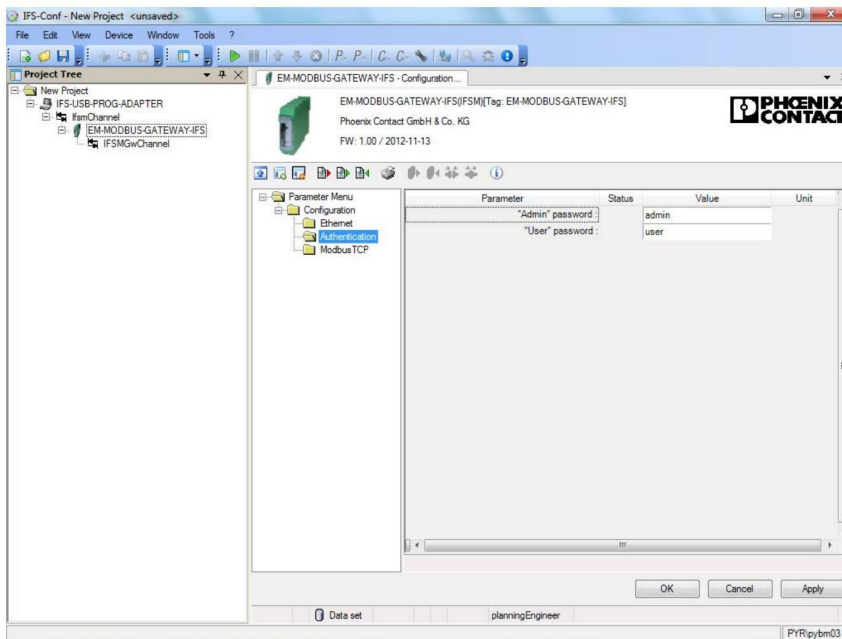 IFS-Conf - New Project <unsaved>
File Edit View Device Window Tools ?
Project Tree
New Project
IFS-USB-PROG-ADAPTER
IfsmChannel
EM-MODBUS-GATEWAY-IFS
IFSMGwChannel
EM-MODBUS-GATEWAY-IFS - Configuration...
EM-MODBUS-GATEWAY-IFS(IFSM)[Tag: EM-MODBUS-GATEWAY-IFS]
Phoenix Contact GmbH & Co. KG
FW: 1.00 / 2012-11-13
PHOENIX
CONTACT
Parameter Menu
Configuration
Ethernet
Authentication
ModbusTCP
Parameter Status Value Unit
"Admin" password : admin
"User" password : user
OK Cancel Apply
Data set planningEngineer
PYR\pybm03